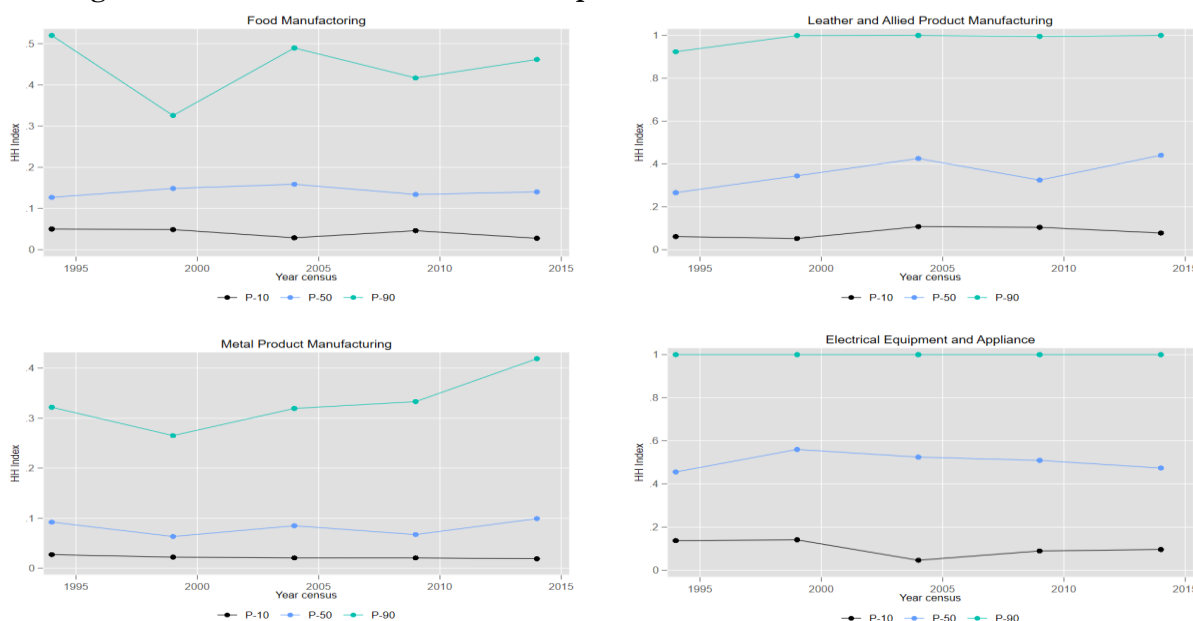 Food Manufactoring
HH Index
.5
.4
.3
.2
.1
0
1995 2000 2005 2010 2015
Year census
P-10 P-50 P-90
Leather and Allied Product Manufacturing
HH Index
1
.8
.6
.4
.2
0
1995 2000 2005 2010 2015
Year census
P-10 P-50 P-90
Metal Product Manufacturing
HH Index
.4
.3
.2
.1
0
1995 2000 2005 2010 2015
Year census
P-10 P-50 P-90
Electrical Equipment and Appliance
HH Index
1
.8
.6
.4
.2
0
1995 2000 2005 2010 2015
Year census
P-10 P-50 P-90